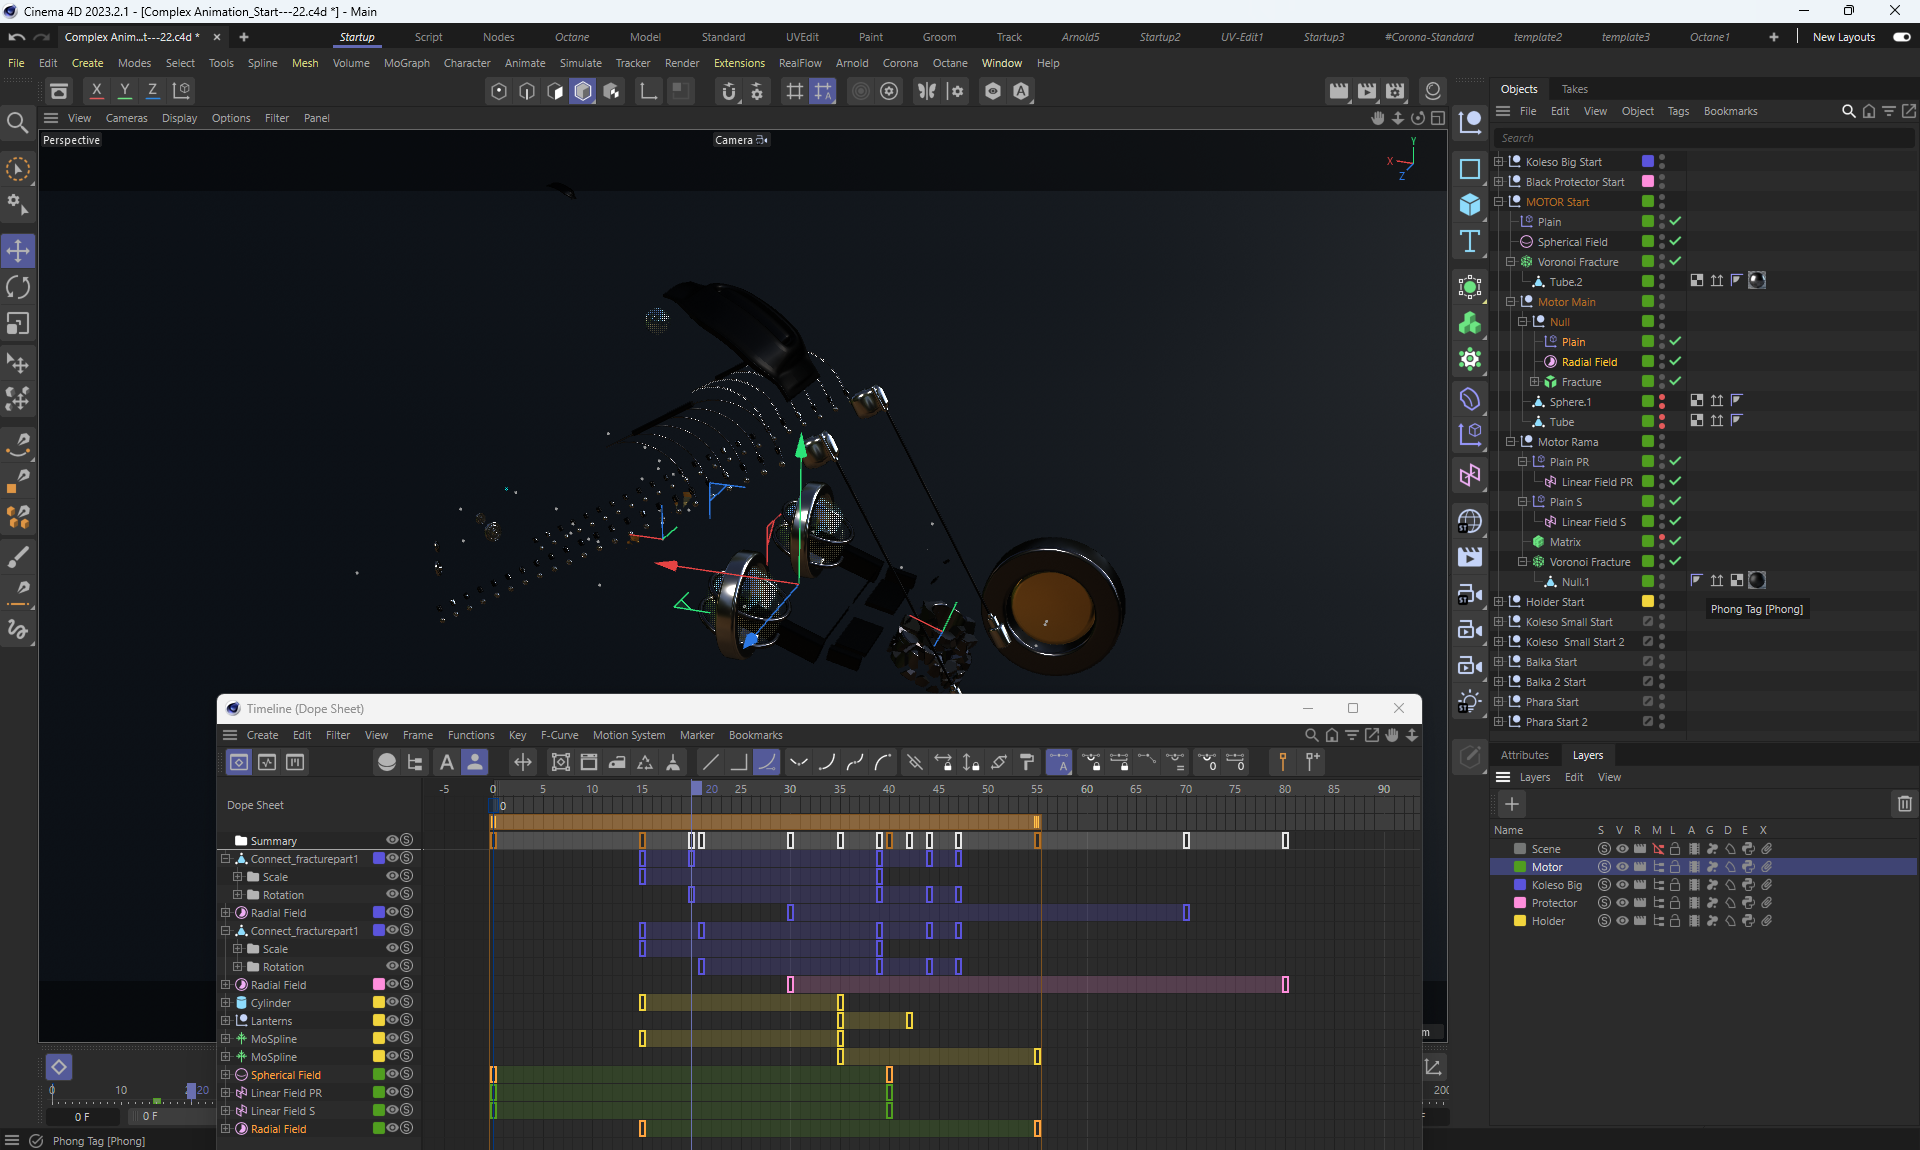 Cinema 4D 2023.2.1 - [Complex Animation_Start---22.c4d *] - Main
Complex Anim...t---22.c4d *
Startup Script Nodes Octane Model Standard UVEdit Paint Groom Track Arnold5 Startup2 UV-Edit1 Startup3 #Corona-Standard template2 template3 Octane1 New Layouts
File Edit Create Modes Select Tools Spline Mesh Volume MoGraph Character Animate Simulate Tracker Render Extensions RealFlow Arnold Corona Octane Window Help
X Y Z
Objects Takes
View Cameras Display Options Filter Panel
File Edit View Object Tags Bookmarks
Search
Perspective
Camera
Y
X
Z
Koleso Big Start
Black Protector Start
MOTOR Start
Plain
Spherical Field
Voronoi Fracture
Tube.2
Motor Main
Null
Plain
Radial Field
Fracture
Sphere.1
Tube
Motor Rama
Plain PR
Linear Field PR
Plain S
Linear Field S
Matrix
Voronoi Fracture
Null.1
Holder Start
Phong Tag [Phong]
Koleso Small Start
Koleso Small Start 2
Balka Start
Balka 2 Start
Phara Start
Phara Start 2
Attributes Layers
Layers Edit View
Name S V R M L A G D E X
Scene
Motor
Koleso Big
Protector
Holder
Timeline (Dope Sheet)
Create Edit Filter View Frame Functions Key F-Curve Motion System Marker Bookmarks
-5 0 5 10 15 20 25 30 35 40 45 50 55 60 65 70 75 80 85 90
Dope Sheet
0
Summary
Connect_fracturepart1
Scale
Rotation
Radial Field
Connect_fracturepart1
Scale
Rotation
Radial Field
Cylinder
Lanterns
MoSpline
MoSpline
Spherical Field
Linear Field PR
Linear Field S
Radial Field
m
0 10 20
200
0 F 0 F
F
Phong Tag [Phong]